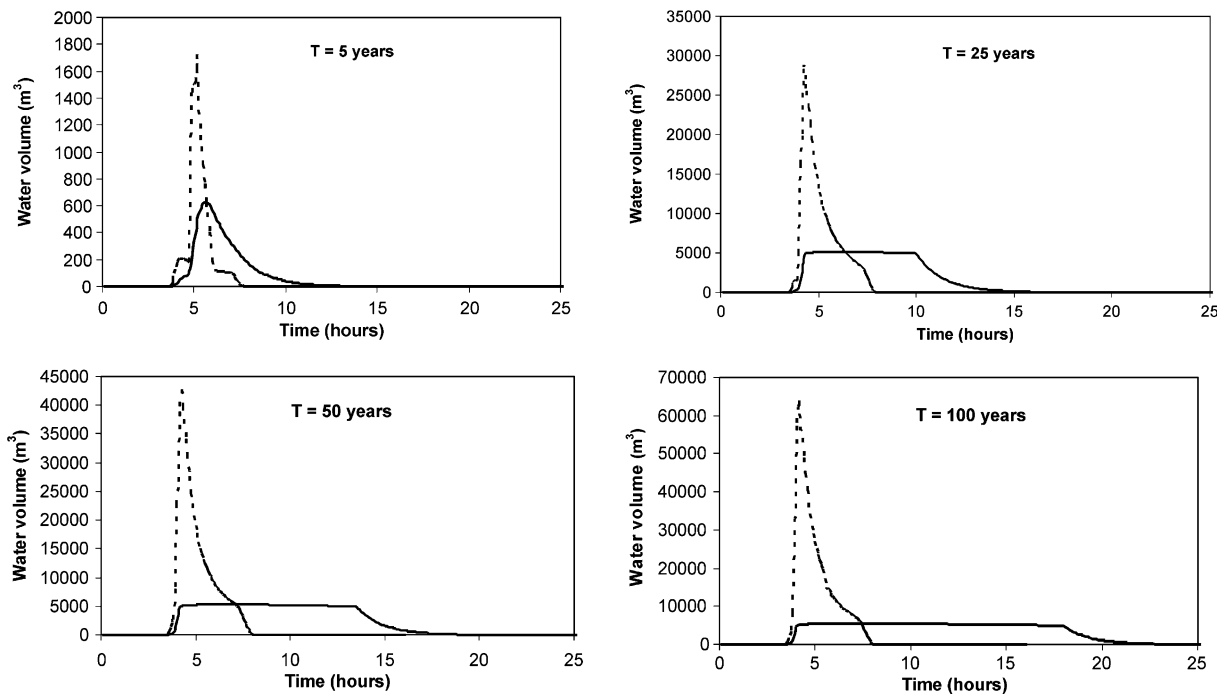 T = 5 years
Water volume (m³)
2000
1800
1600
1400
1200
1000
800
600
400
200
0
0 5 10 15 20 25
Time (hours)
T = 25 years
Water volume (m³)
35000
30000
25000
20000
15000
10000
5000
0
0 5 10 15 20 25
Time (hours)
T = 50 years
Water volume (m³)
45000
40000
35000
30000
25000
20000
15000
10000
5000
0
0 5 10 15 20 25
Time (hours)
T = 100 years
Water volume (m³)
70000
60000
50000
40000
30000
20000
10000
0
0 5 10 15 20 25
Time (hours)